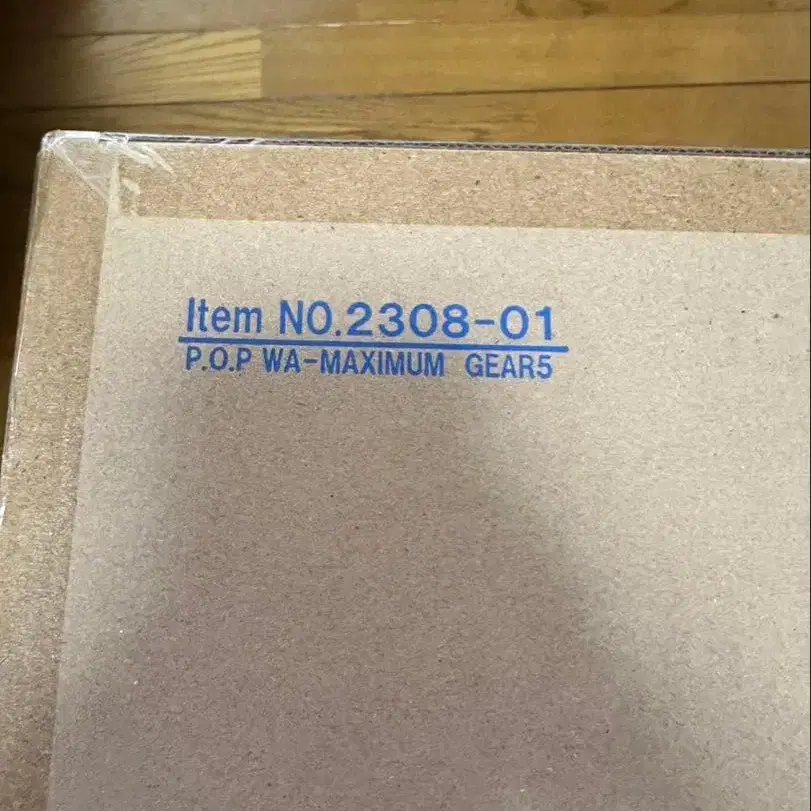 Item NO.2308-01
P.O.P WA-MAXIMUM GEAR5